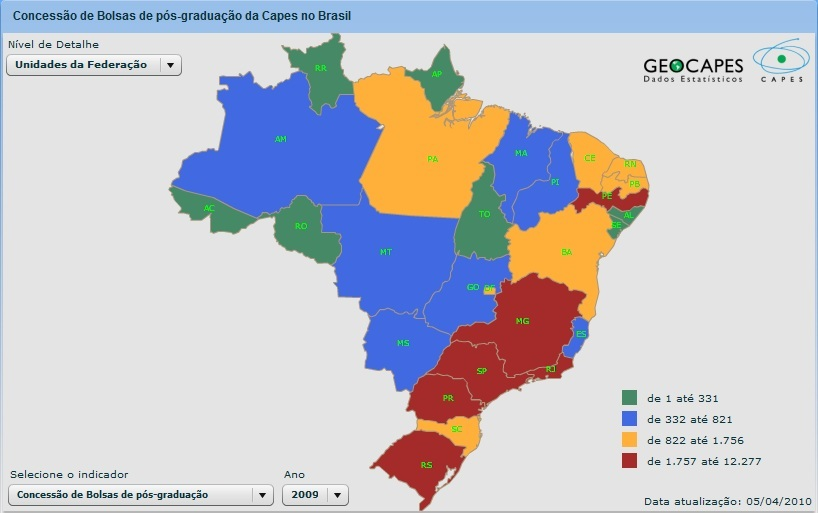 Concessão de Bolsas de pós-graduação da Capes no Brasil
Nível de Detalhe
Unidades da Federação
GEOCAPES
Dados Estatísticos
CAPES
RR
AP
AM
PA
MA
CE
RN
PI
PB
PE
AC
RO
TO
AL
SE
MT
BA
GO
DF
MG
ES
MS
SP
RJ
PR
SC
RS
de 1 até 331
de 332 até 821
de 822 até 1.756
de 1.757 até 12.277
Selecione o indicador
Ano
Concessão de Bolsas de pós-graduação
2009
Data atualização: 05/04/2010